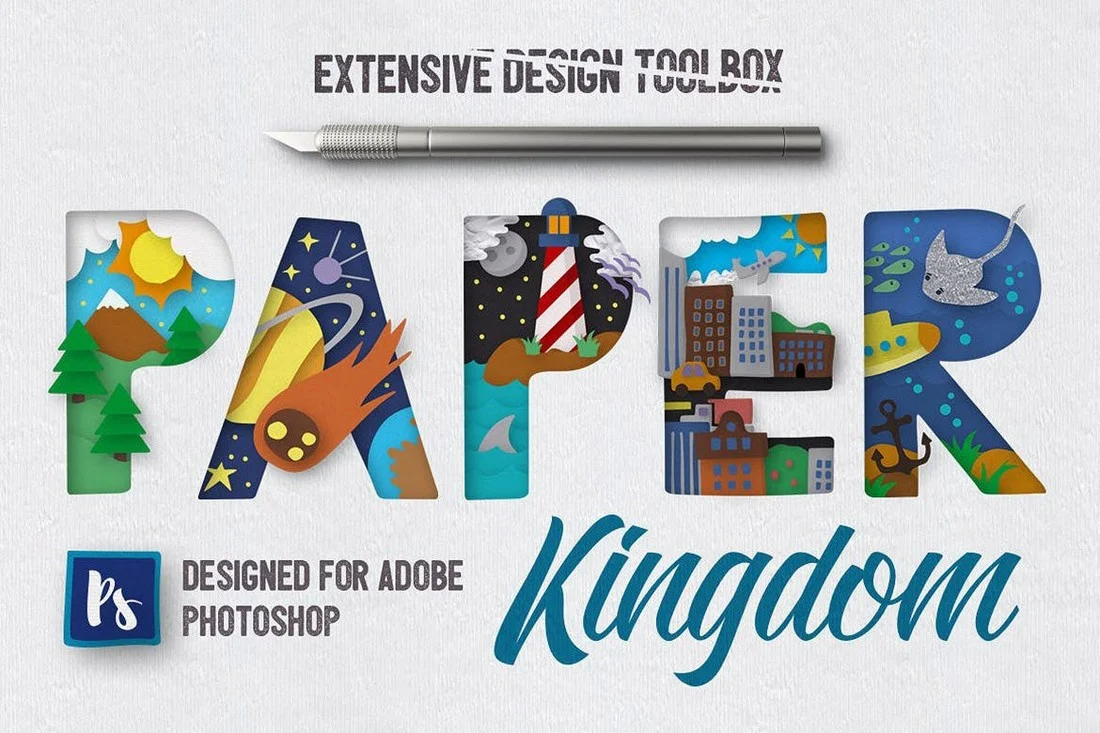 EXTENSIVE DESIGN TOOLBOX
PAPER
Kingdom
Ps
DESIGNED FOR ADOBE
PHOTOSHOP